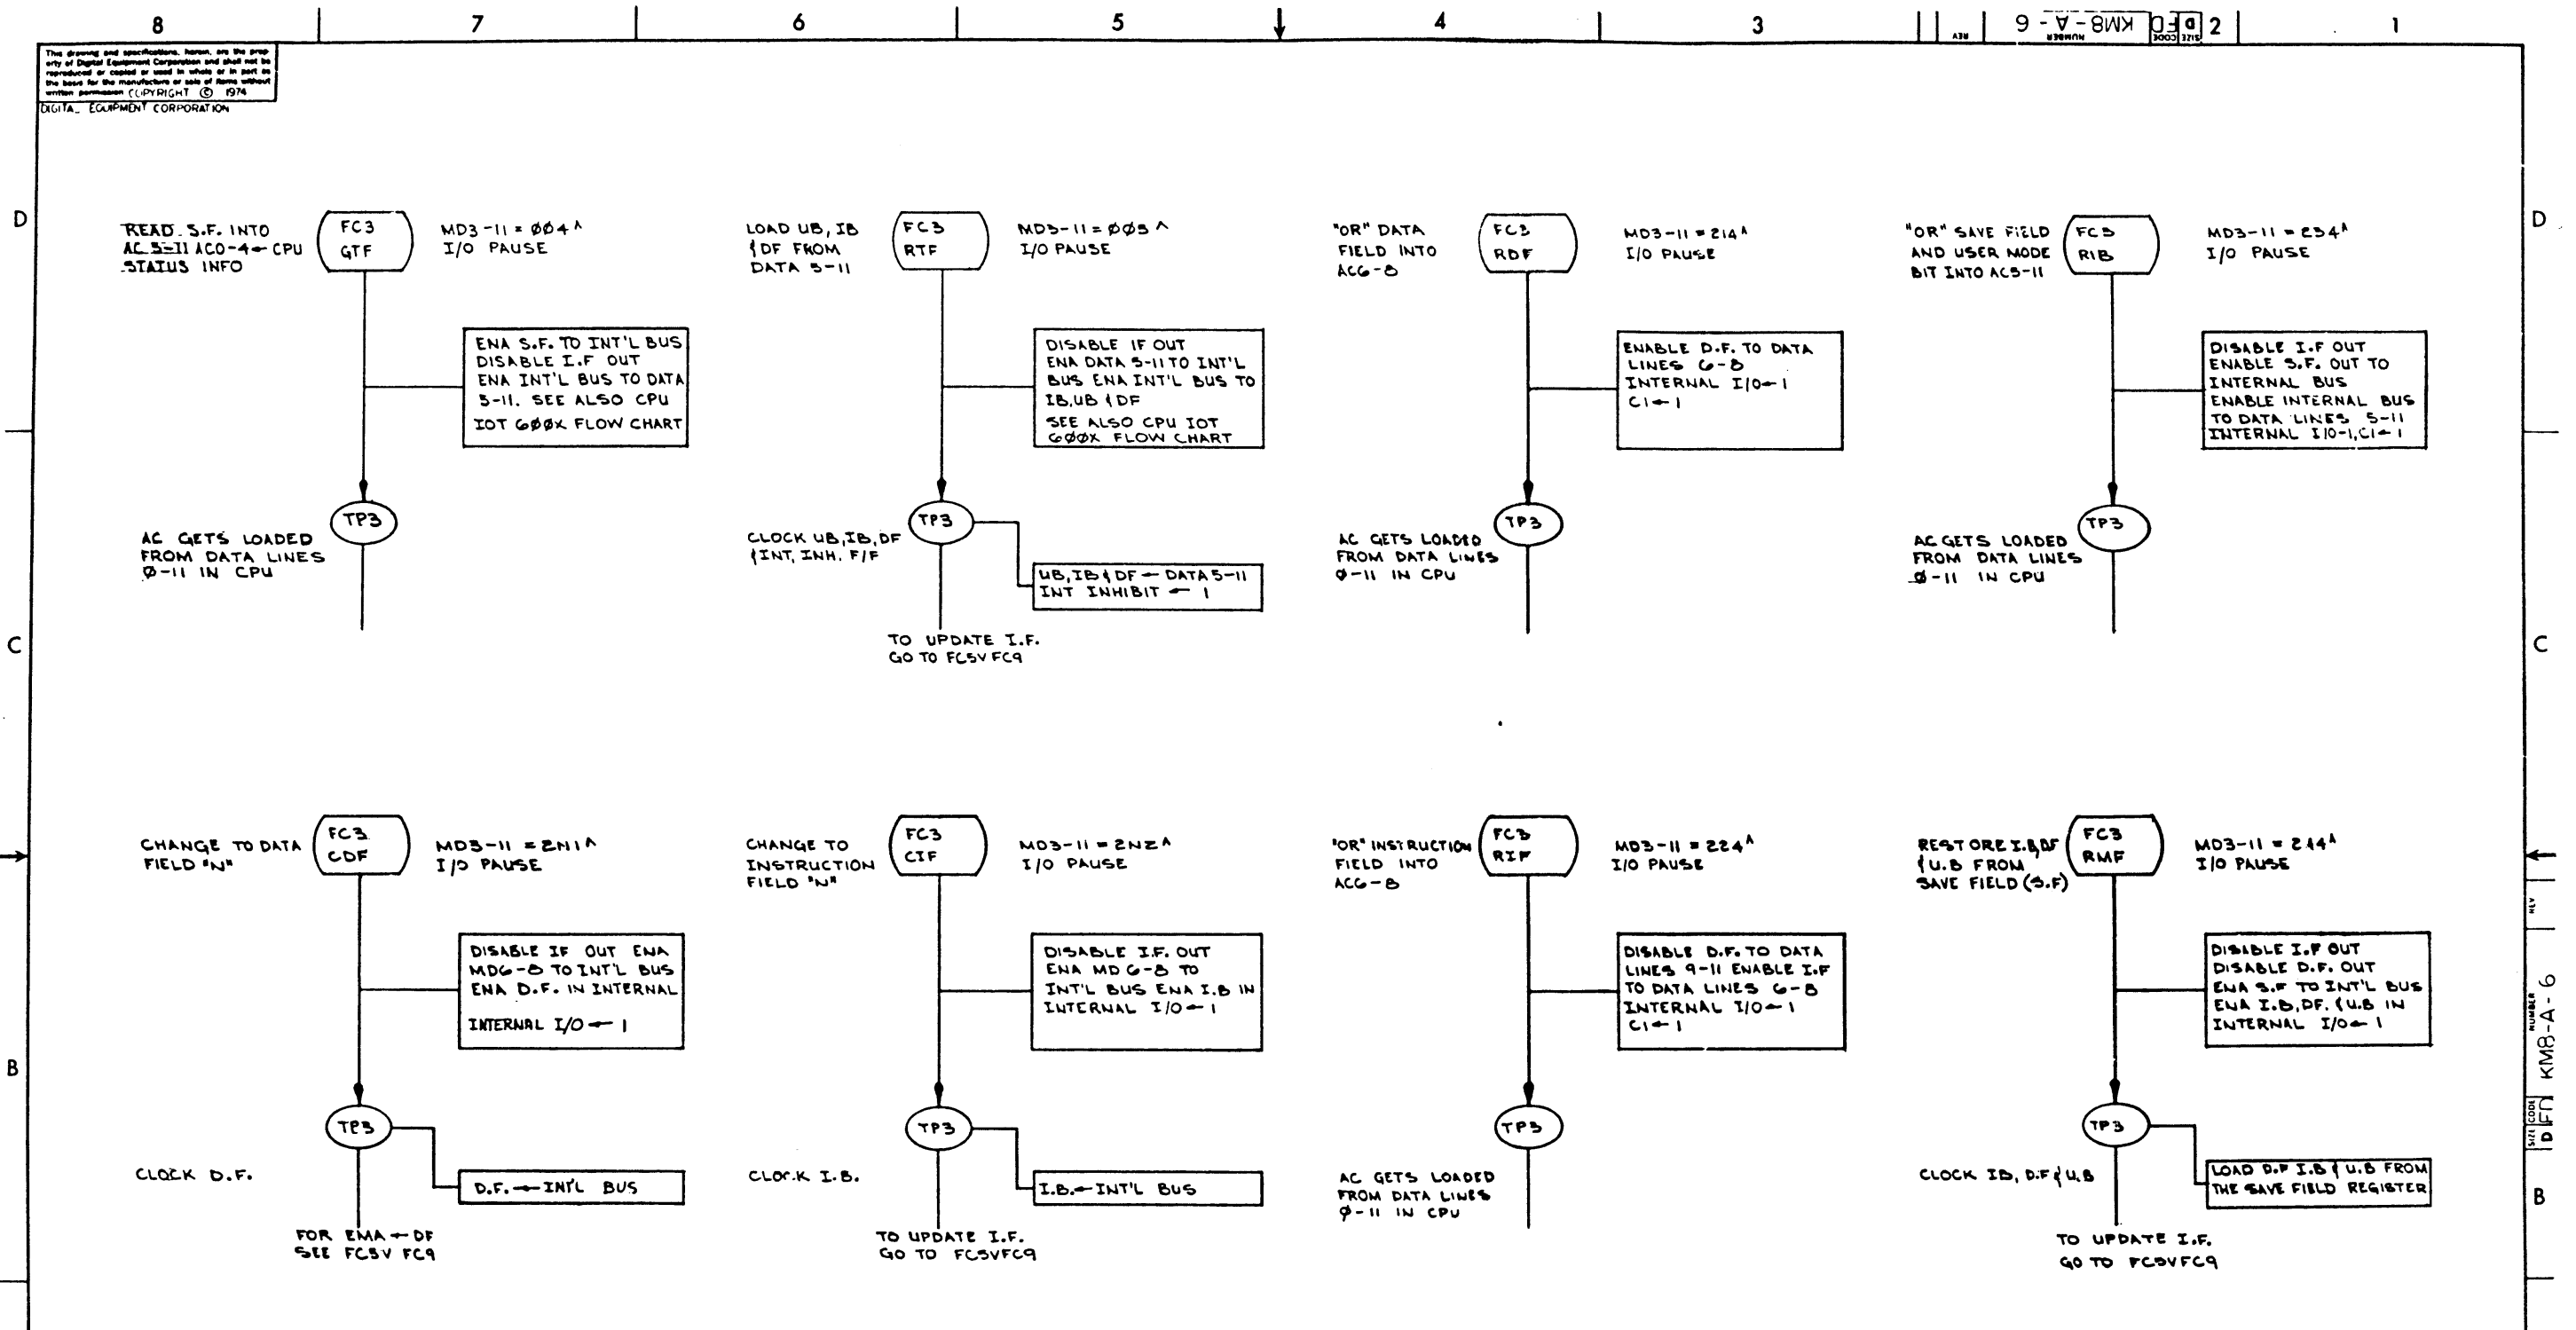 8 7 6 5 4 3 2 1
SIZE CODE NUMBER REV
D FD KM8-A-6
This drawing and specifications, herein, are the prop
erty of Digital Equipment Corporation and shall not be
reproduced or copied or used in whole or in part as
the basis for the manufacture or sale of items without
written permission COPYRIGHT © 1974
DIGITAL EQUIPMENT CORPORATION
D
READ S.F. INTO
AC 5-11 AC0-4← CPU
STATUS INFO
FC3
GTF
MD3-11 = ØØ4 ^
I/O PAUSE
ENA S.F. TO INT'L BUS
DISABLE I.F OUT
ENA INT'L BUS TO DATA
5-11. SEE ALSO CPU
IOT 6ØØX FLOW CHART
TP3
AC GETS LOADED
FROM DATA LINES
Ø-11 IN CPU
LOAD UB, IB
& DF FROM
DATA 5-11
FC3
RTF
MD3-11 = ØØ5 ^
I/O PAUSE
DISABLE IF OUT
ENA DATA 5-11 TO INT'L
BUS ENA INT'L BUS TO
IB, UB & DF
SEE ALSO CPU IOT
6ØØX FLOW CHART
TP3
CLOCK UB, IB, DF
& INT, INH. F/F
UB, IB & DF ← DATA 5-11
INT INHIBIT ← 1
TO UPDATE I.F.
GO TO FC5V FC9
"OR" DATA
FIELD INTO
AC6-8
FC3
RDF
MD3-11 = 214 ^
I/O PAUSE
ENABLE D.F. TO DATA
LINES 6-8
INTERNAL I/O← 1
C1← 1
TP3
AC GETS LOADED
FROM DATA LINES
Ø-11 IN CPU
"OR" SAVE FIELD
AND USER MODE
BIT INTO AC5-11
FC3
RIB
MD3-11 = 234 ^
I/O PAUSE
DISABLE I.F OUT
ENABLE S.F. OUT TO
INTERNAL BUS
ENABLE INTERNAL BUS
TO DATA LINES 5-11
INTERNAL I/O-1, C1← 1
TP3
AC GETS LOADED
FROM DATA LINES
Ø-11 IN CPU
D
C
C
CHANGE TO DATA
FIELD "N"
FC3
CDF
MD3-11 = 2N1 ^
I/O PAUSE
DISABLE IF OUT ENA
MD6-8 TO INT'L BUS
ENA D.F. IN INTERNAL
INTERNAL I/O ← 1
TP3
CLOCK D.F.
D.F. ← INT'L BUS
FOR EMA ← DF
SEE FC5V FC9
CHANGE TO
INSTRUCTION
FIELD "N"
FC3
CIF
MD3-11 = 2N2 ^
I/O PAUSE
DISABLE I.F. OUT
ENA MD 6-8 TO
INT'L BUS ENA I.B IN
INTERNAL I/O ← 1
TP3
CLOCK I.B.
I.B. ← INT'L BUS
TO UPDATE I.F.
GO TO FC5VFC9
"OR" INSTRUCTION
FIELD INTO
AC6-8
FC3
RIF
MD3-11 = 224 ^
I/O PAUSE
DISABLE D.F. TO DATA
LINES 9-11 ENABLE I.F
TO DATA LINES 6-8
INTERNAL I/O← 1
C1← 1
TP3
AC GETS LOADED
FROM DATA LINES
Ø-11 IN CPU
RESTORE I.B, DF
& U.B FROM
SAVE FIELD (S.F)
FC3
RMF
MD3-11 = 244 ^
I/O PAUSE
DISABLE I.F OUT
DISABLE D.F. OUT
ENA S.F TO INT'L BUS
ENA I.B, DF. & U.B IN
INTERNAL I/O← 1
TP3
CLOCK IB, D.F & U.B
LOAD D.F I.B & U.B FROM
THE SAVE FIELD REGISTER
TO UPDATE I.F.
GO TO FC5VFC9
B
B
SIZE CODE NUMBER REV
D FD KM8-A-6